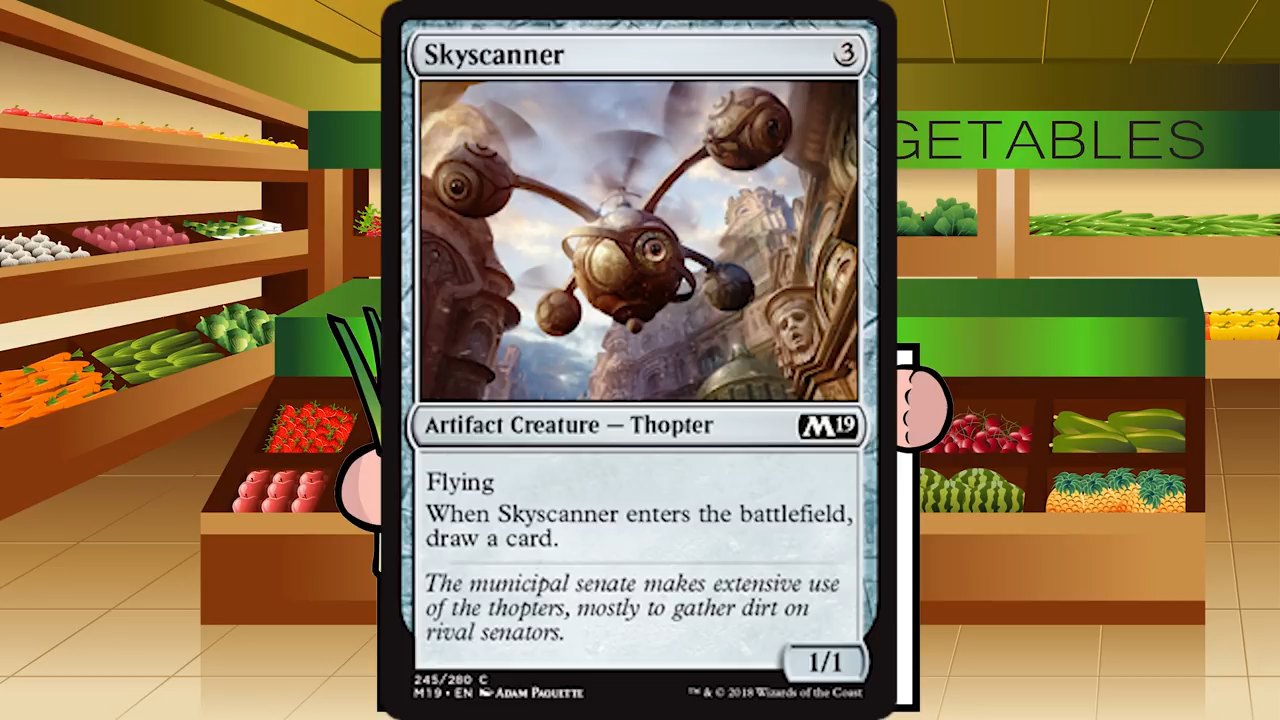 Skyscanner 3
GETABLES
Artifact Creature — Thopter M19
Flying
When Skyscanner enters the battlefield,
draw a card.
The municipal senate makes extensive use
of the thopters, mostly to gather dirt on
rival senators.
1/1
245/280 C
M19 • EN Adam Paquette
™ & © 2018 Wizards of the Coast